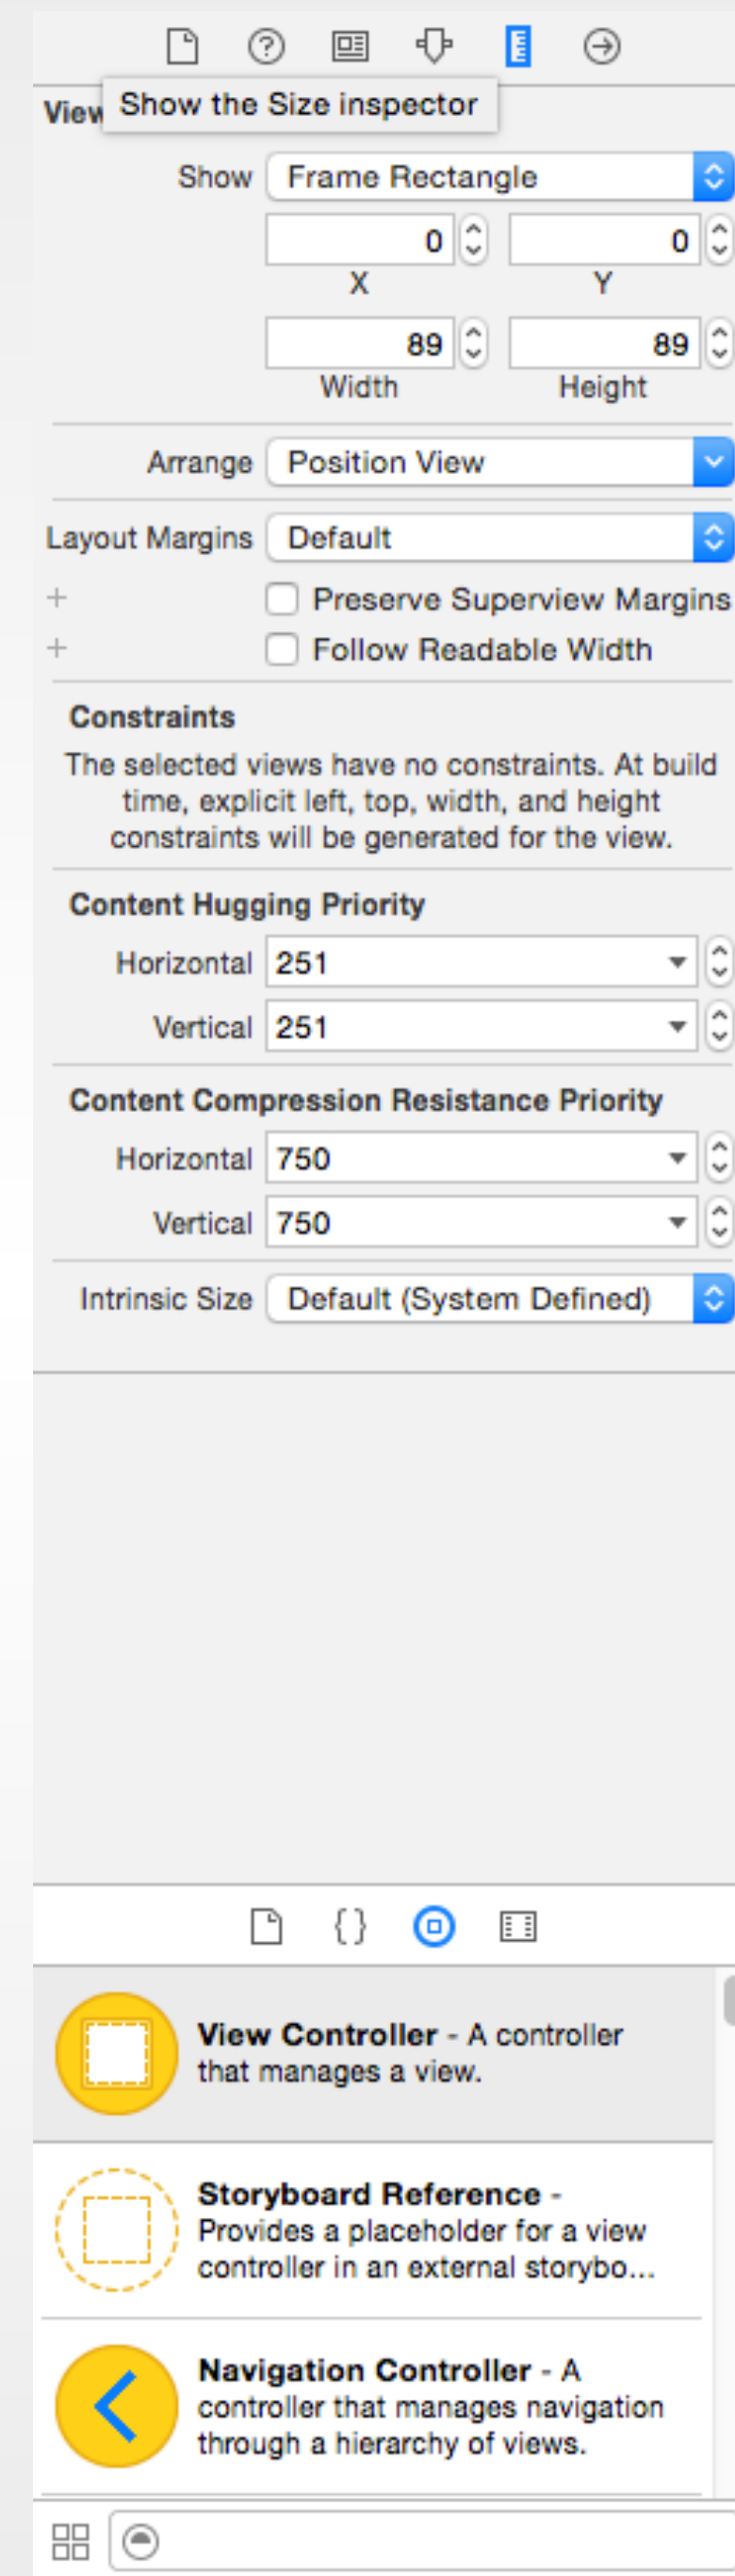 View
Show the Size inspector
Show Frame Rectangle
0 0
X Y
89 89
Width Height
Arrange Position View
Layout Margins Default
+ Preserve Superview Margins
+ Follow Readable Width
Constraints
The selected views have no constraints. At build
time, explicit left, top, width, and height
constraints will be generated for the view.
Content Hugging Priority
Horizontal 251
Vertical 251
Content Compression Resistance Priority
Horizontal 750
Vertical 750
Intrinsic Size Default (System Defined)
{}
View Controller - A controller
that manages a view.
Storyboard Reference -
Provides a placeholder for a view
controller in an external storybo...
Navigation Controller - A
controller that manages navigation
through a hierarchy of views.